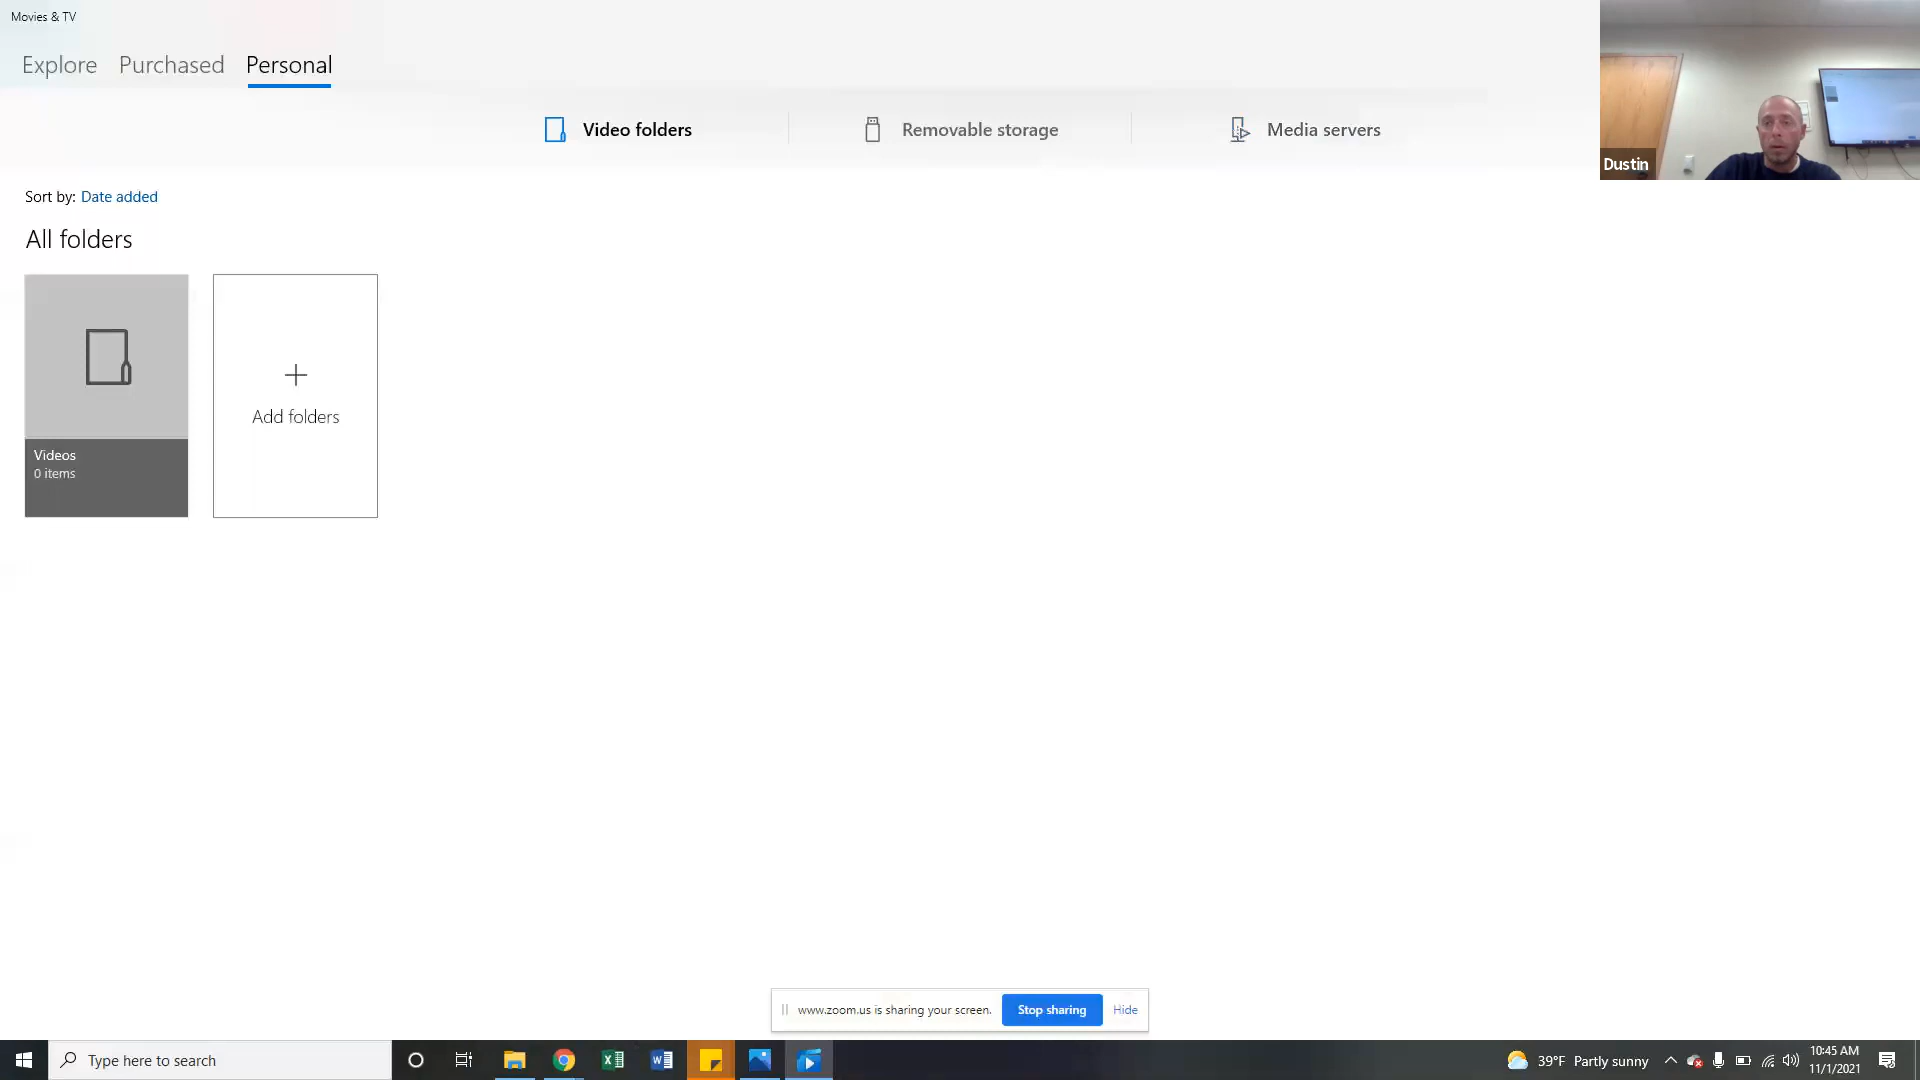 Movies & TV
Explore Purchased Personal
Video folders Removable storage Media servers
Dustin
Sort by: Date added
All folders
Videos
0 items
Add folders
www.zoom.us is sharing your screen. Stop sharing Hide
Type here to search
39°F Partly sunny
10:45 AM
11/1/2021